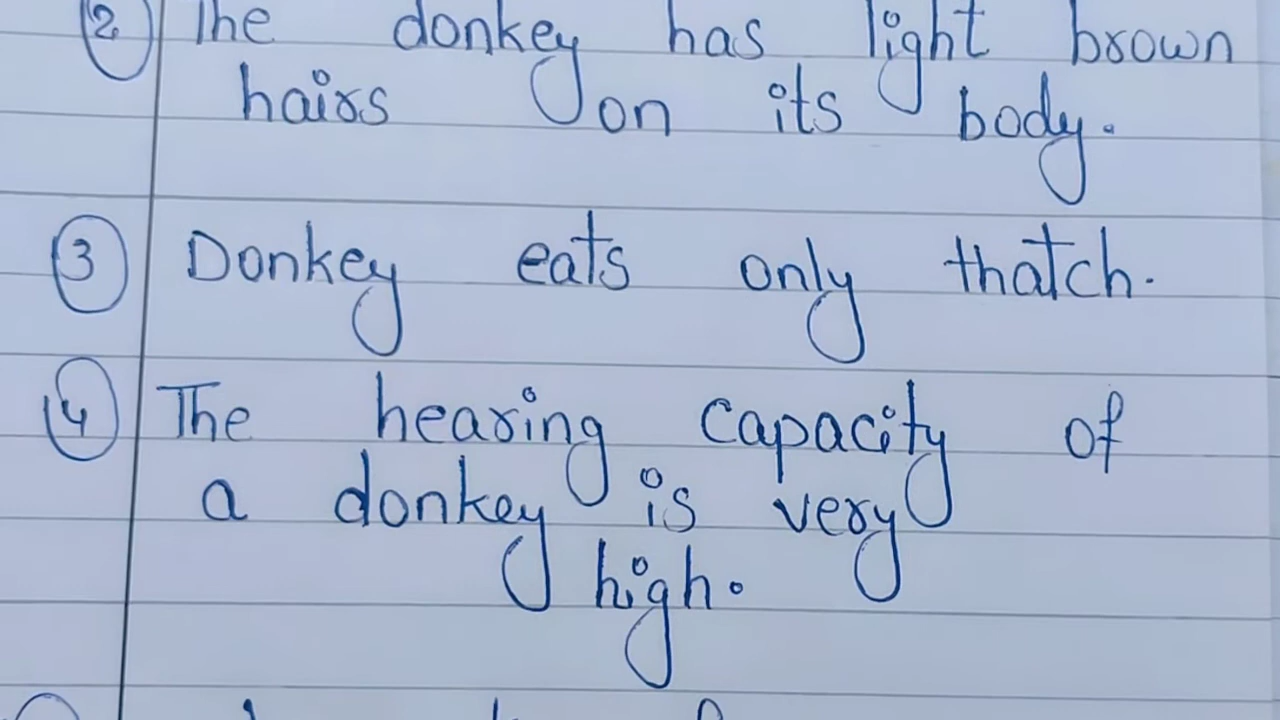 2 The donkey has light brown
hairs on its body.
3 Donkey eats only thatch.
4 The hearing capacity of
a donkey is very
high.